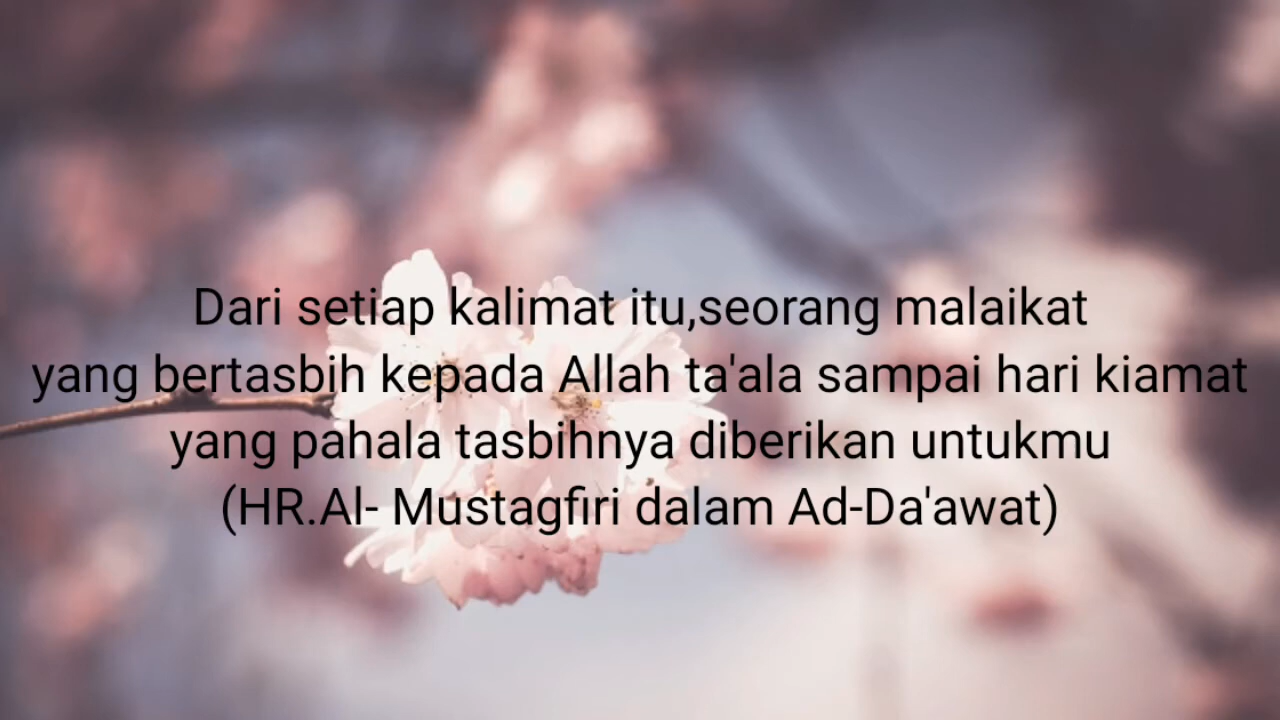 Dari setiap kalimat itu,seorang malaikat
yang bertasbih kepada Allah ta'ala sampai hari kiamat
yang pahala tasbihnya diberikan untukmu
(HR.Al- Mustagfiri dalam Ad-Da'awat)